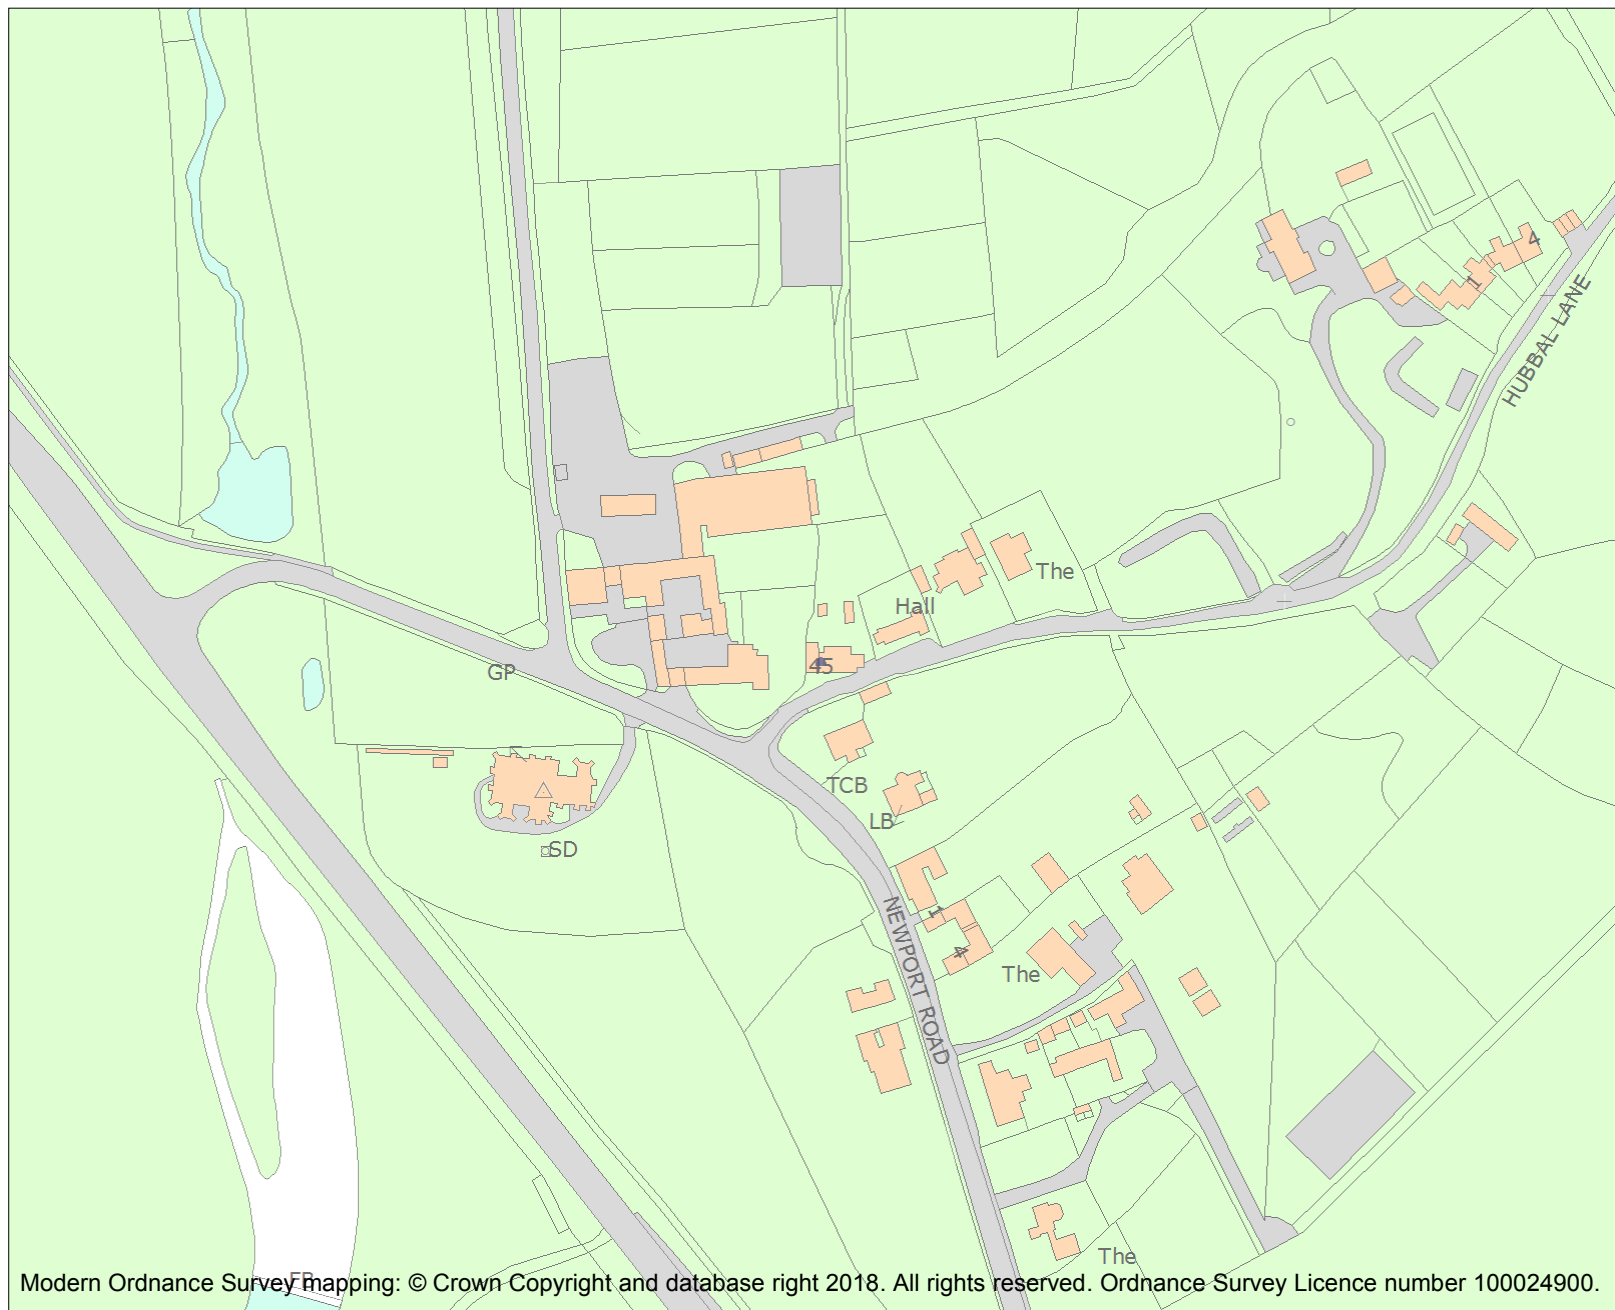 4
1
HUBBAL LANE
The
Hall
45
GP
TCB
LB
SD
NEWPORT ROAD
1
4
The
The
FB
Modern Ordnance Survey mapping: © Crown Copyright and database right 2018. All rights reserved. Ordnance Survey Licence number 100024900.